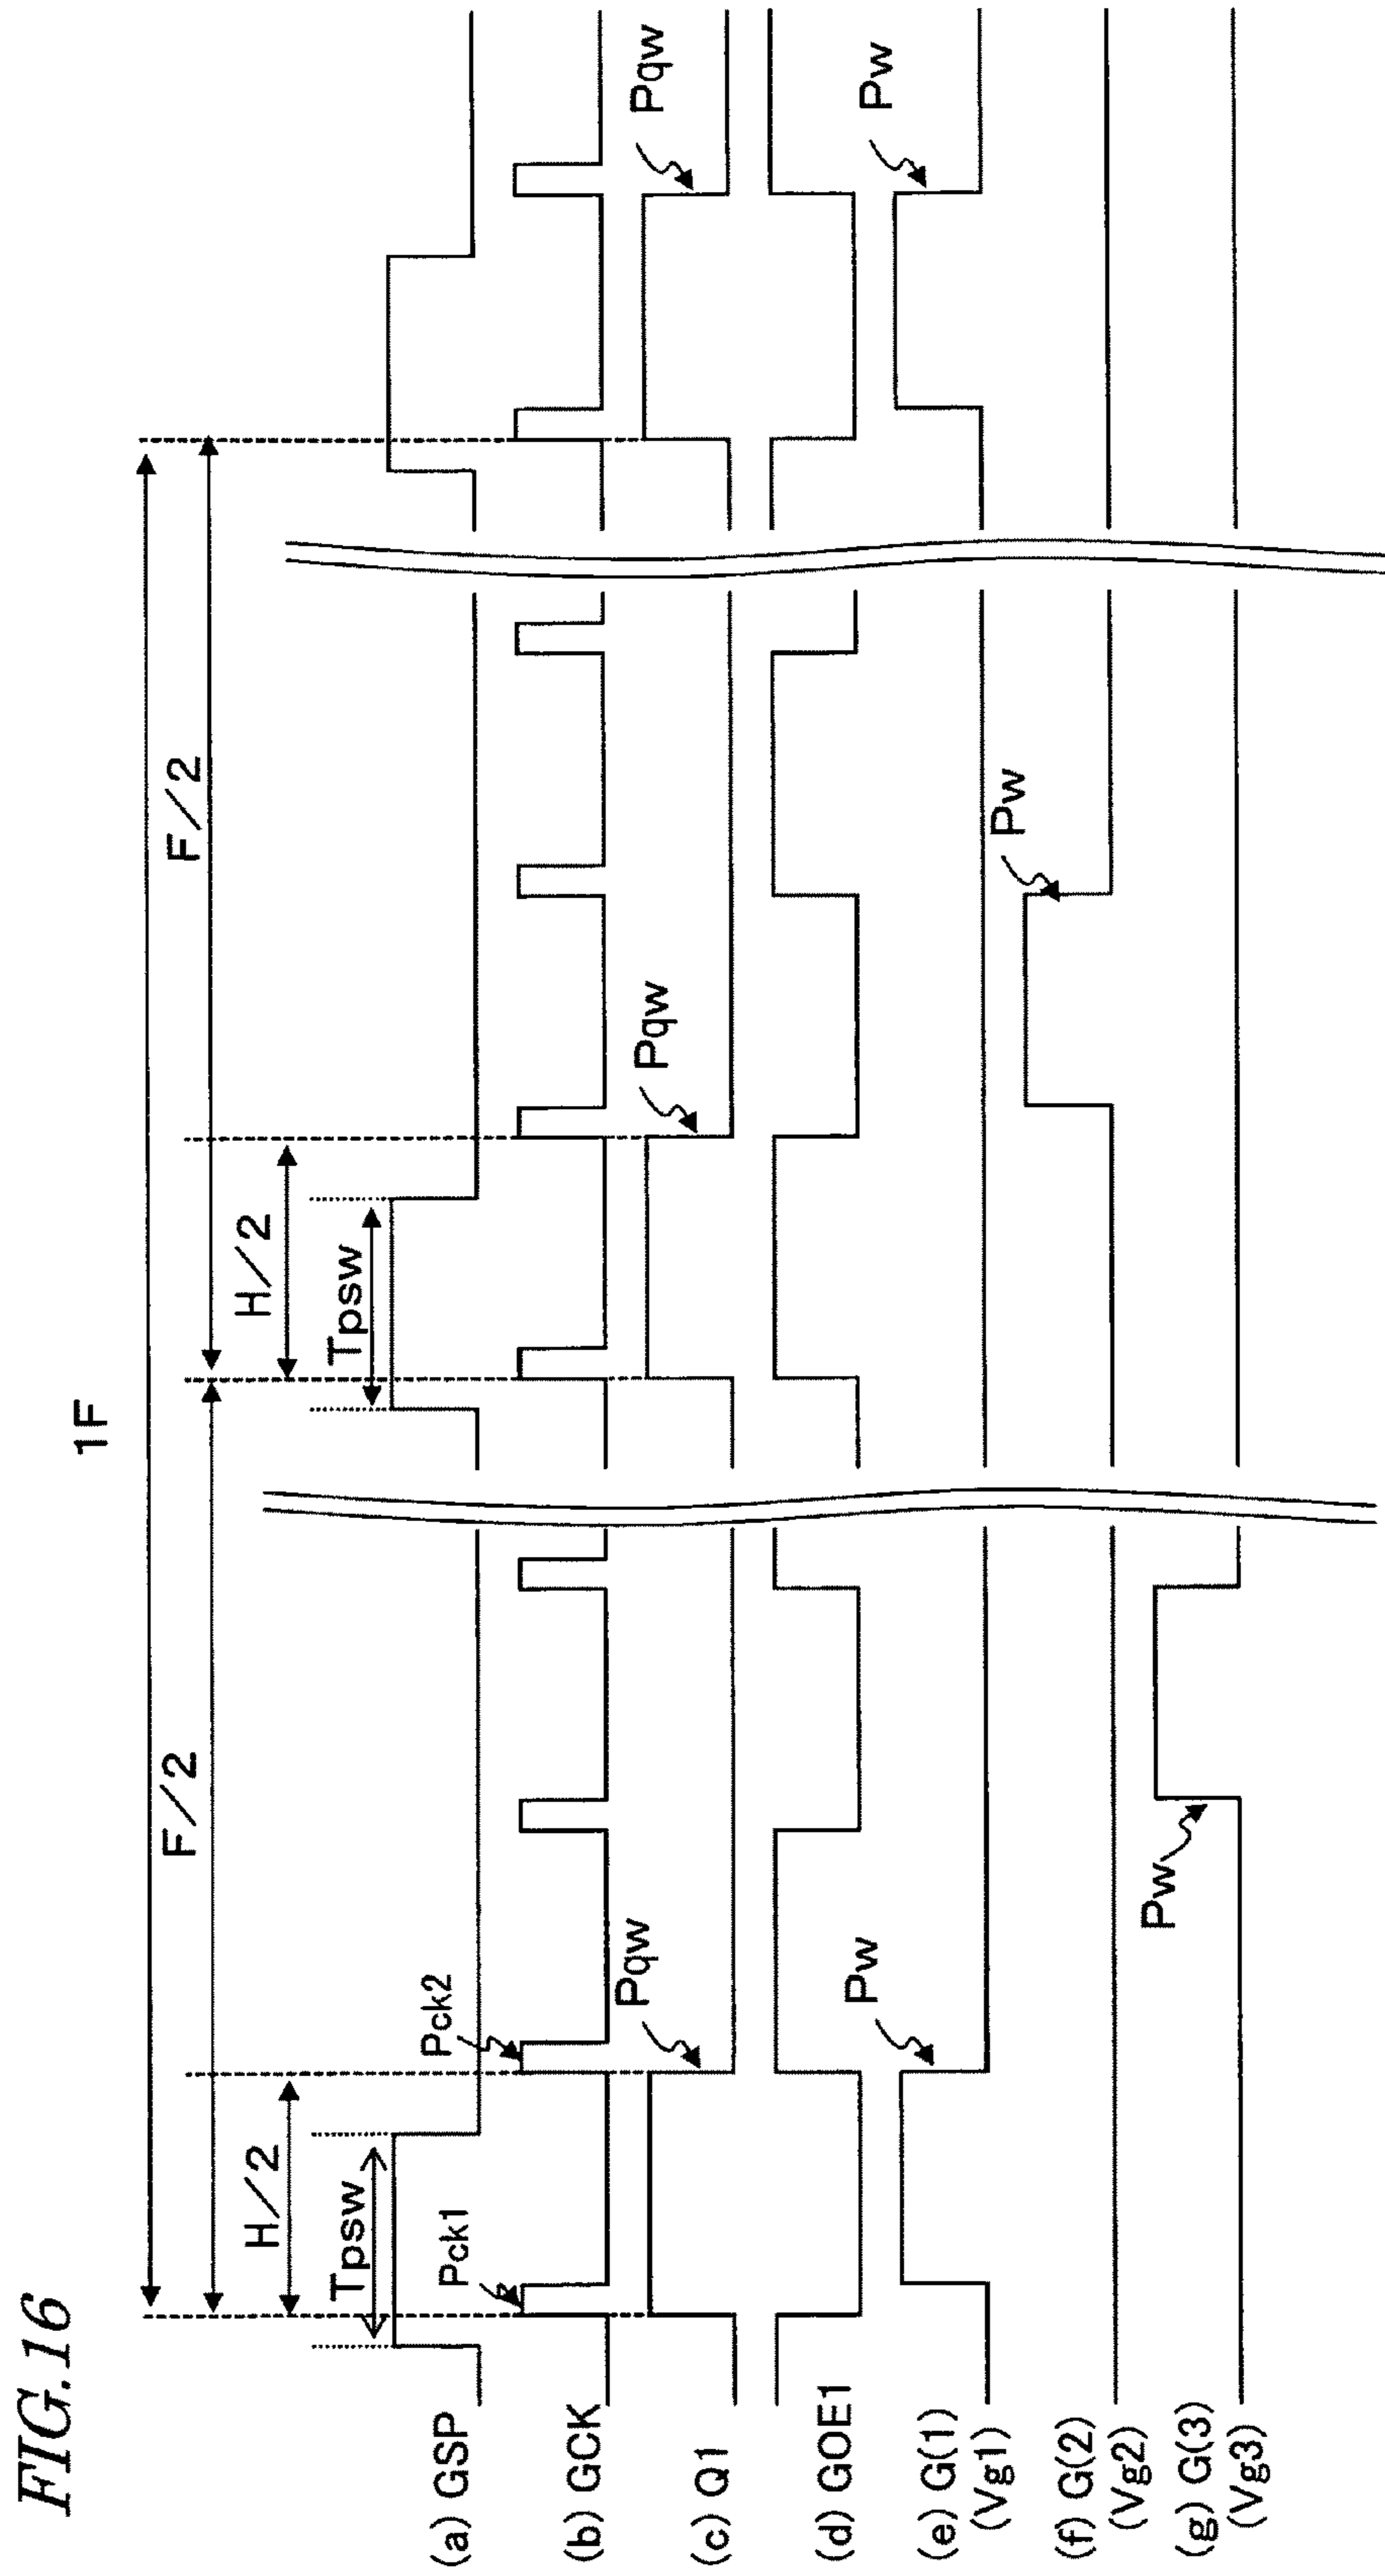 FIG.16
1F
F/2
F/2
H/2
H/2
Tpsw
Tpsw
(a) GSP
Pck1
Pck2
(b) GCK
Pqw
Pqw
Pqw
(c) Q1
(d) GOE1
Pw
Pw
(e) G(1)
(Vg1)
Pw
(f) G(2)
(Vg2)
Pw
(g) G(3)
(Vg3)